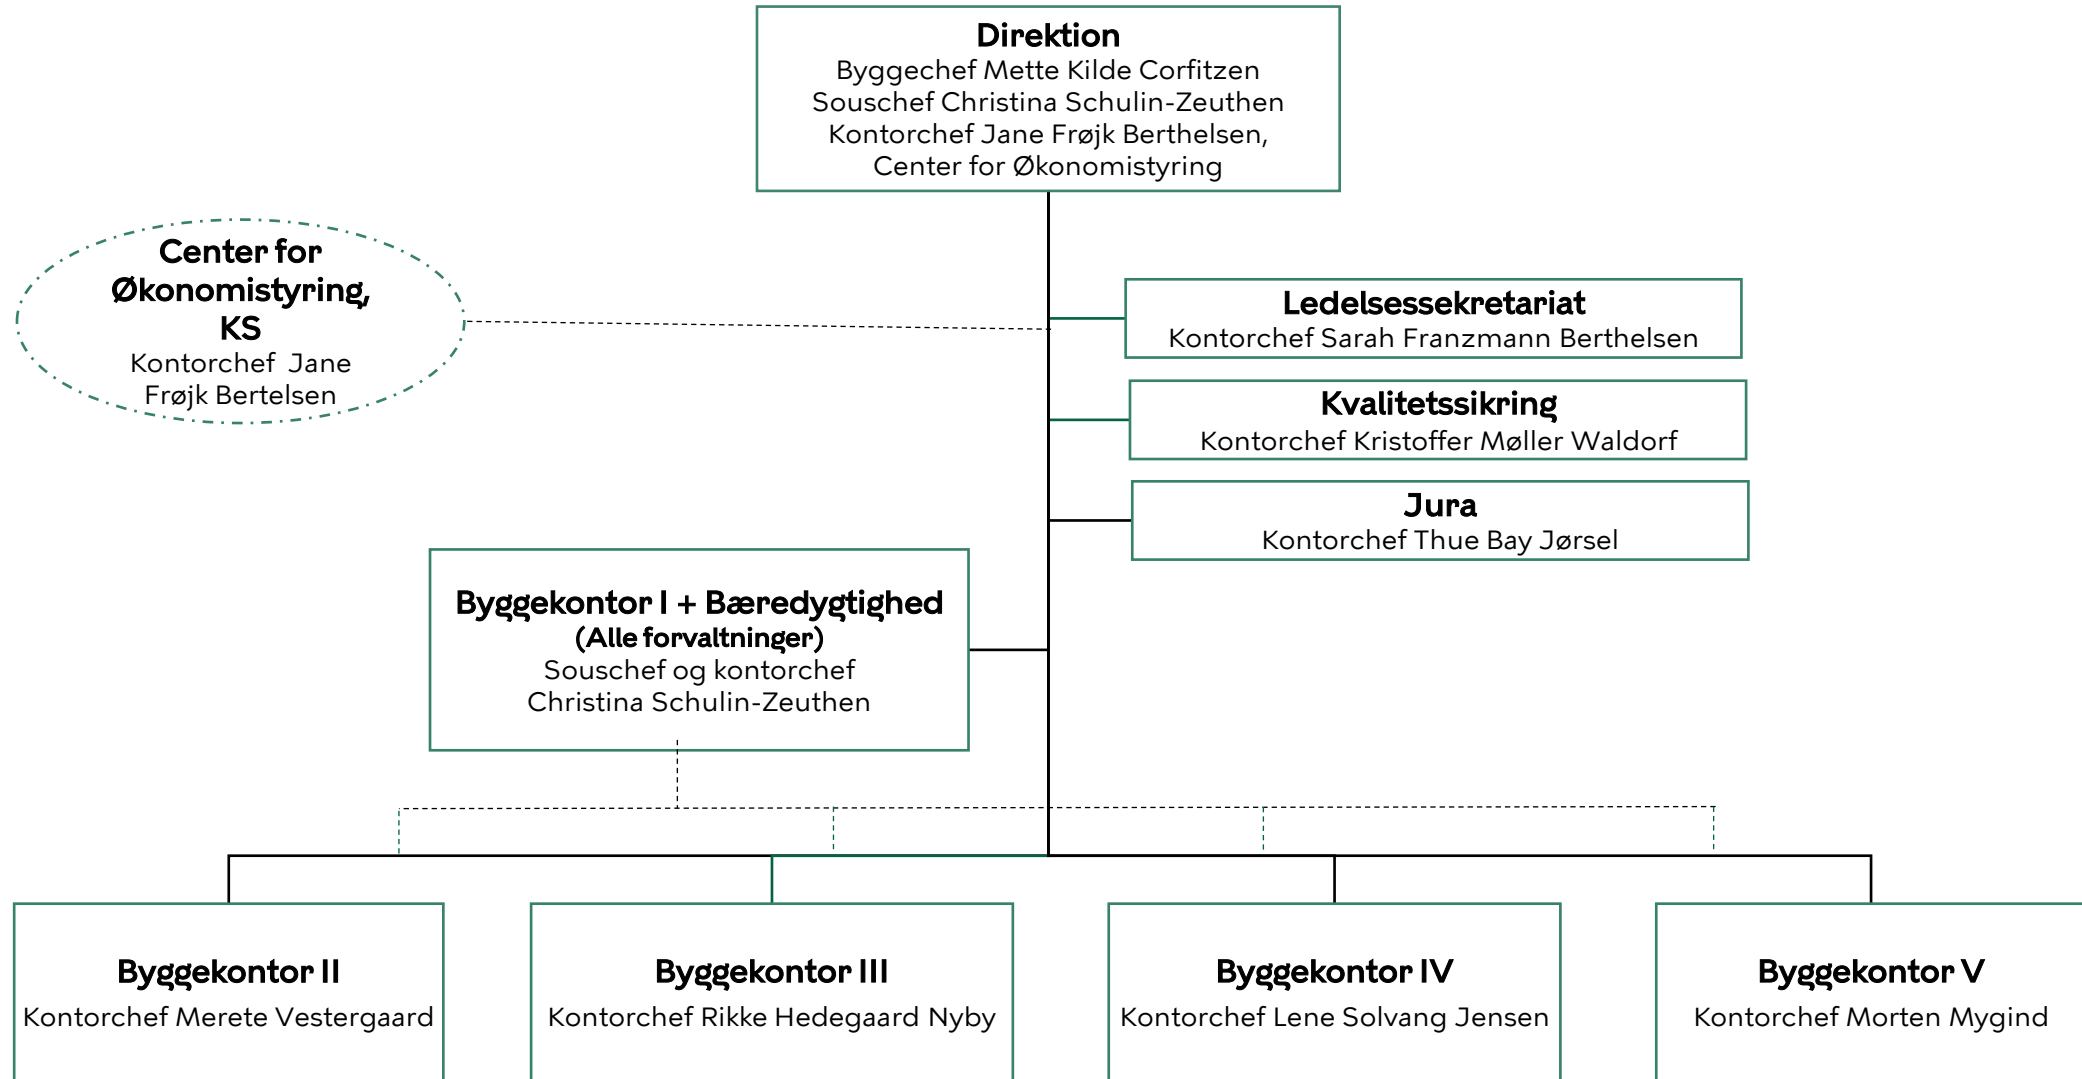 Direktion
Byggechef Mette Kilde Corfitzen
Souschef Christina Schulin-Zeuthen
Kontorchef Jane Frøjk Berthelsen,
Center for Økonomistyring
Center for
Økonomistyring,
KS
Kontorchef  Jane
Frøjk Bertelsen
Ledelsessekretariat
Kontorchef Sarah Franzmann Berthelsen
Kvalitetssikring
Kontorchef Kristoffer Møller Waldorf
Jura
Kontorchef Thue Bay Jørsel
Byggekontor I + Bæredygtighed
(Alle forvaltninger)
Souschef og kontorchef
Christina Schulin-Zeuthen
Byggekontor II
Kontorchef Merete Vestergaard
Byggekontor III
Kontorchef Rikke Hedegaard Nyby
Byggekontor IV
Kontorchef Lene Solvang Jensen
Byggekontor V
Kontorchef Morten Mygind